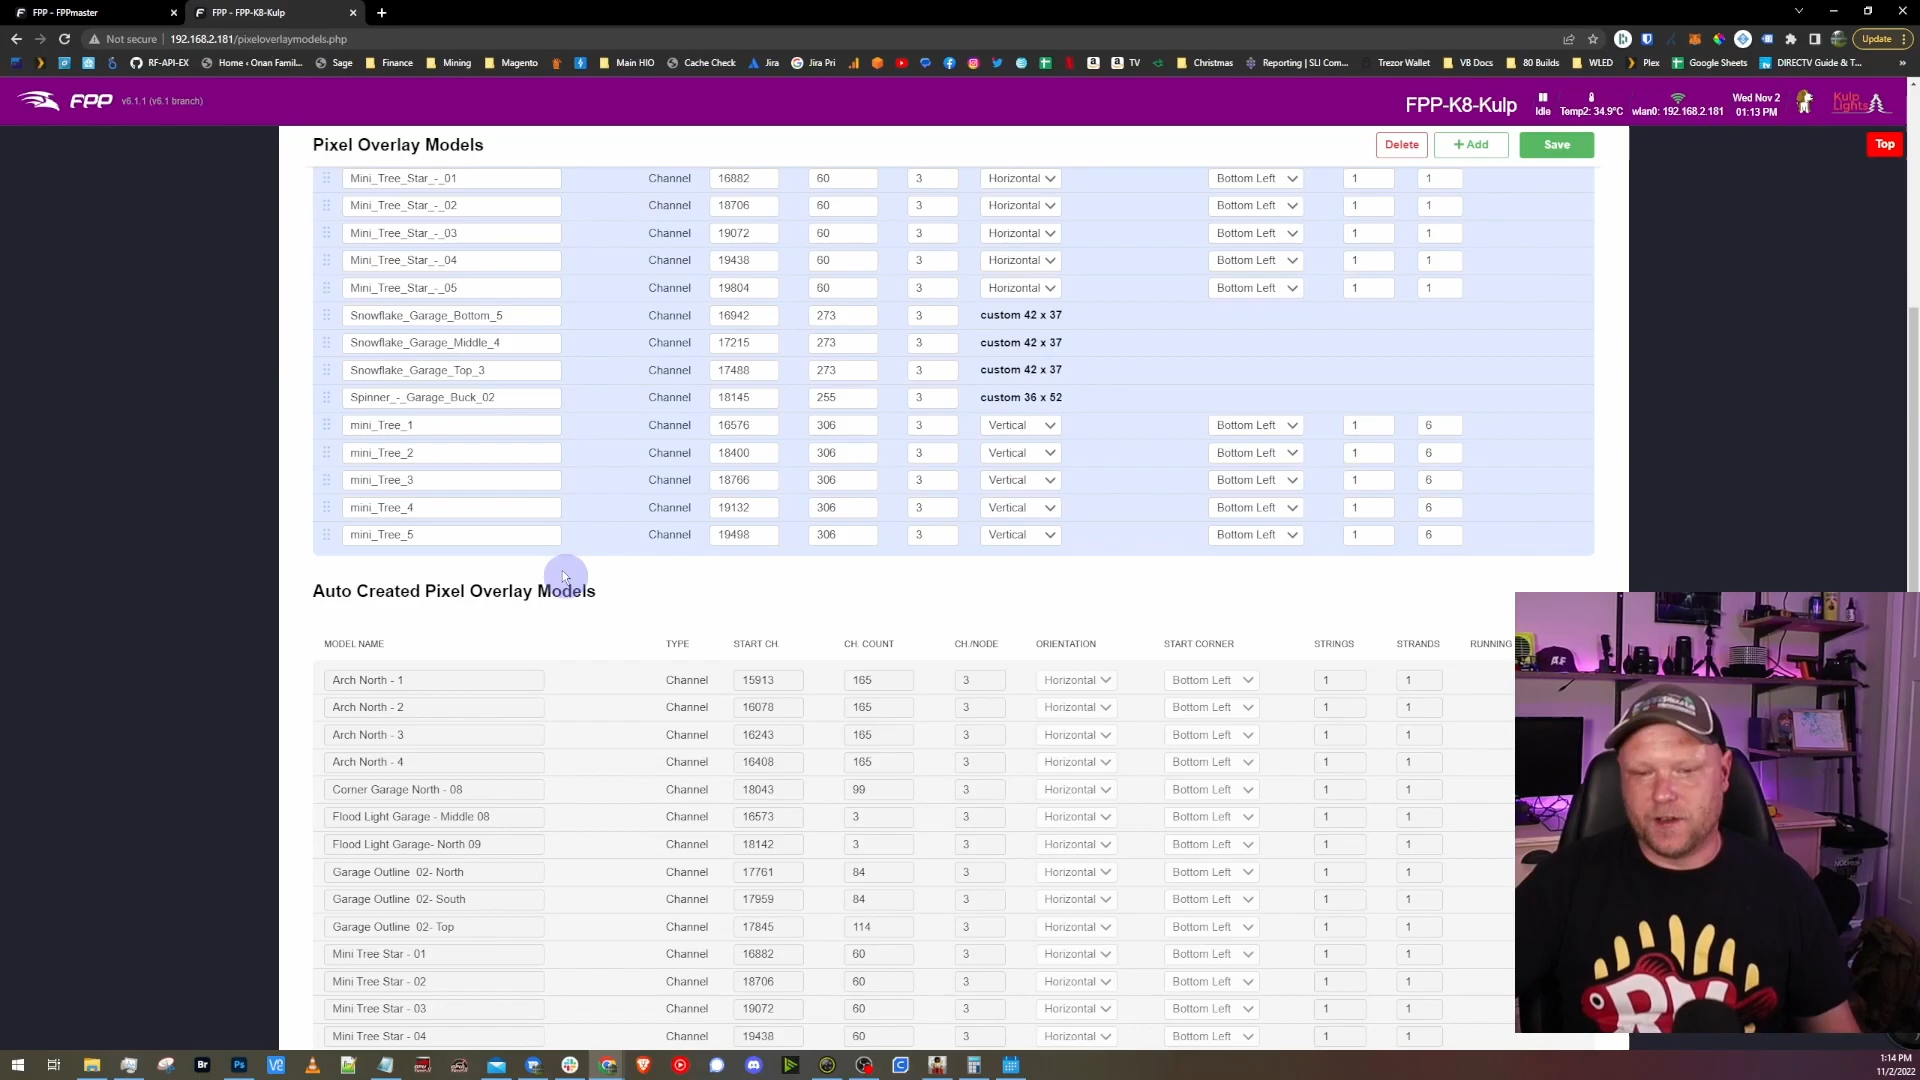 FPP - FPPmaster
FPP - FPP-K8-Kulp
Not secure | 192.168.2.181/pixeloverlaymodels.php
Update
RF-API-EX
Home ‹ Onan Famil...
Sage
Finance
Mining
Magento
Main HIO
Cache Check
Jira
Jira Pri
TV
Christmas
Reporting | SLI Com...
Trezor Wallet
VB Docs
80 Builds
WLED
Plex
Google Sheets
DIRECTV Guide & T...
FPP v6.1.1 (v6.1 branch)
FPP-K8-Kulp
Idle
Temp2: 34.9°C
wlan0: 192.168.2.181
Wed Nov 2
01:13 PM
Kulp
Lights
Pixel Overlay Models
Delete
+ Add
Save
Top
Mini_Tree_Star_-_01 Channel 16882 60 3 Horizontal Bottom Left 1 1
Mini_Tree_Star_-_02 Channel 18706 60 3 Horizontal Bottom Left 1 1
Mini_Tree_Star_-_03 Channel 19072 60 3 Horizontal Bottom Left 1 1
Mini_Tree_Star_-_04 Channel 19438 60 3 Horizontal Bottom Left 1 1
Mini_Tree_Star_-_05 Channel 19804 60 3 Horizontal Bottom Left 1 1
Snowflake_Garage_Bottom_5 Channel 16942 273 3 custom 42 x 37
Snowflake_Garage_Middle_4 Channel 17215 273 3 custom 42 x 37
Snowflake_Garage_Top_3 Channel 17488 273 3 custom 42 x 37
Spinner_-_Garage_Buck_02 Channel 18145 255 3 custom 36 x 52
mini_Tree_1 Channel 16576 306 3 Vertical Bottom Left 1 6
mini_Tree_2 Channel 18400 306 3 Vertical Bottom Left 1 6
mini_Tree_3 Channel 18766 306 3 Vertical Bottom Left 1 6
mini_Tree_4 Channel 19132 306 3 Vertical Bottom Left 1 6
mini_Tree_5 Channel 19498 306 3 Vertical Bottom Left 1 6
Auto Created Pixel Overlay Models
MODEL NAME TYPE START CH. CH. COUNT CH./NODE ORIENTATION START CORNER STRINGS STRANDS RUNNING
Arch North - 1 Channel 15913 165 3 Horizontal Bottom Left 1 1
Arch North - 2 Channel 16078 165 3 Horizontal Bottom Left 1 1
Arch North - 3 Channel 16243 165 3 Horizontal Bottom Left 1 1
Arch North - 4 Channel 16408 165 3 Horizontal Bottom Left 1 1
Corner Garage North - 08 Channel 18043 99 3 Horizontal Bottom Left 1 1
Flood Light Garage - Middle 08 Channel 16573 3 3 Horizontal Bottom Left 1 1
Flood Light Garage- North 09 Channel 18142 3 3 Horizontal Bottom Left 1 1
Garage Outline 02- North Channel 17761 84 3 Horizontal Bottom Left 1 1
Garage Outline 02- South Channel 17959 84 3 Horizontal Bottom Left 1 1
Garage Outline 02- Top Channel 17845 114 3 Horizontal Bottom Left 1 1
Mini Tree Star - 01 Channel 16882 60 3 Horizontal Bottom Left 1 1
Mini Tree Star - 02 Channel 18706 60 3 Horizontal Bottom Left 1 1
Mini Tree Star - 03 Channel 19072 60 3 Horizontal Bottom Left 1 1
Mini Tree Star - 04 Channel 19438 60 3 Horizontal Bottom Left 1 1
Br
Ps
1:14 PM
11/2/2022